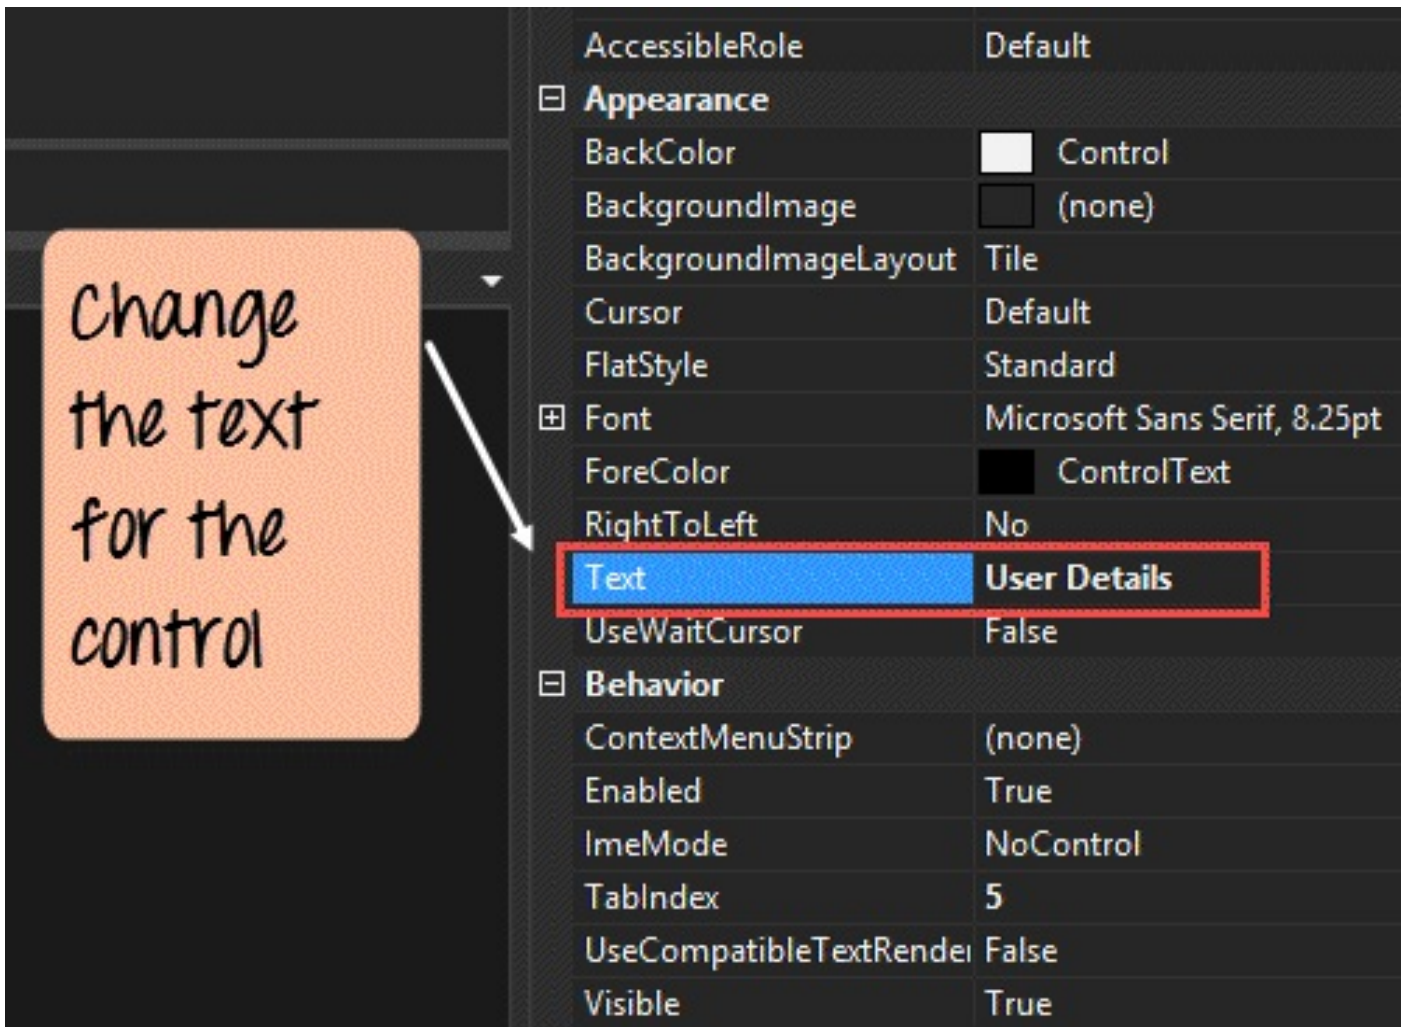 AccessibleRole Default
Appearance
BackColor Control
BackgroundImage (none)
BackgroundImageLayout Tile
Cursor Default
FlatStyle Standard
Font Microsoft Sans Serif, 8.25pt
ForeColor ControlText
RightToLeft No
Text User Details
UseWaitCursor False
Behavior
ContextMenuStrip (none)
Enabled True
ImeMode NoControl
TabIndex 5
UseCompatibleTextRender False
Visible True
Change
the text
for the
control